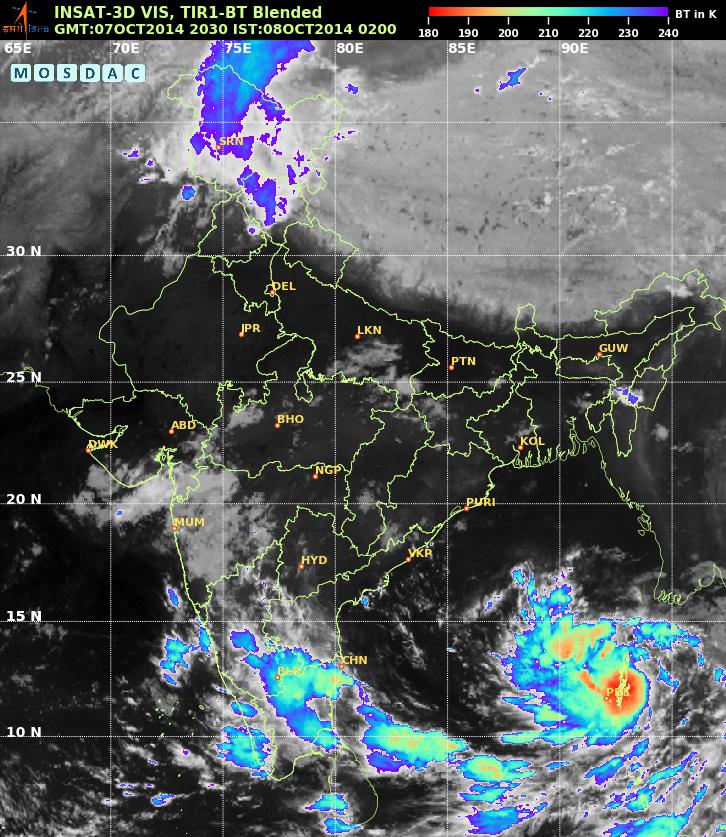 INSAT-3D VIS, TIR1-BT Blended
GMT:07OCT2014 2030 IST:08OCT2014 0200
BT in K
180 190 200 210 220 230 240
65E 70E 75E 80E 85E 90E
MOSDAC
SRN
30 N
DEL
JPR LKN
GUW
PTN
25 N
ABD BHO
DWK KOL
NGP
20 N PURI
MUM
HYD VKP
15 N
CHN
BLR
PBR
10 N